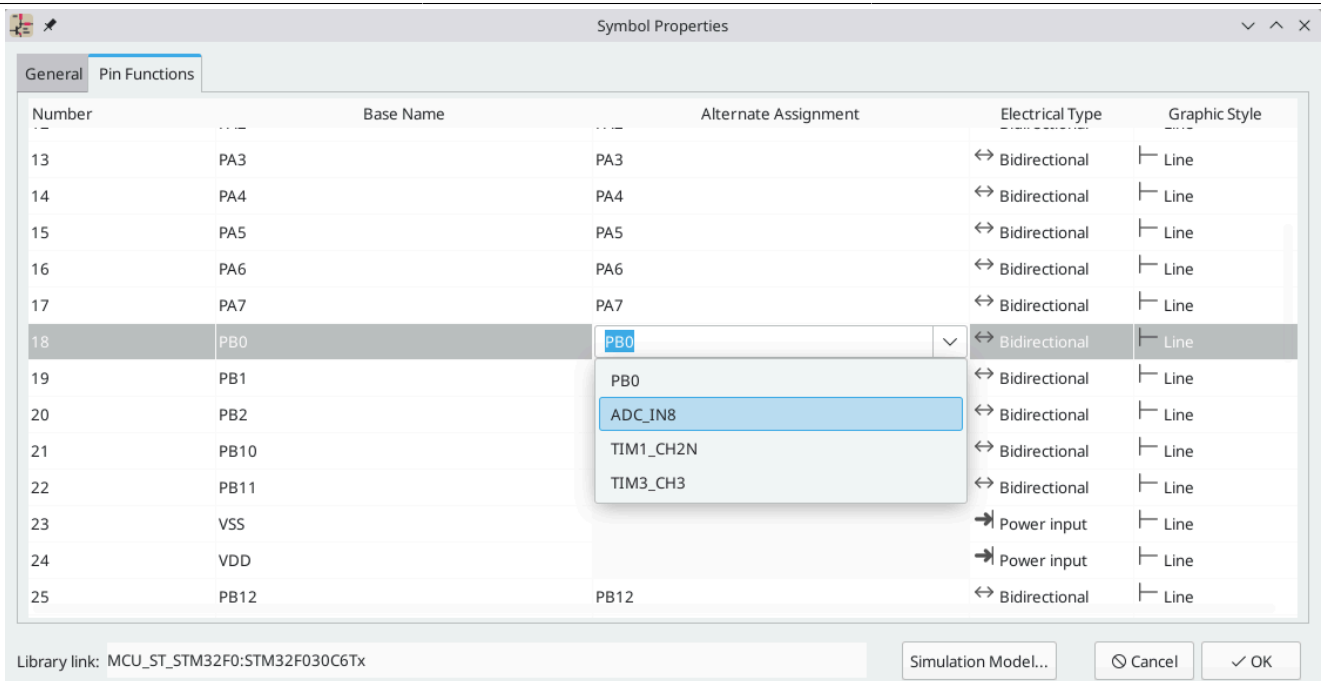 Symbol Properties
General Pin Functions
Number Base Name Alternate Assignment Electrical Type Graphic Style
13 PA3 PA3 Bidirectional Line
14 PA4 PA4 Bidirectional Line
15 PA5 PA5 Bidirectional Line
16 PA6 PA6 Bidirectional Line
17 PA7 PA7 Bidirectional Line
18 PB0 PB0 Bidirectional Line
19 PB1 PB0 Bidirectional Line
20 PB2 ADC_IN8 Bidirectional Line
21 PB10 TIM1_CH2N Bidirectional Line
22 PB11 TIM3_CH3 Bidirectional Line
23 VSS Power input Line
24 VDD Power input Line
25 PB12 PB12 Bidirectional Line
Library link: MCU_ST_STM32F0:STM32F030C6Tx Simulation Model... Cancel OK